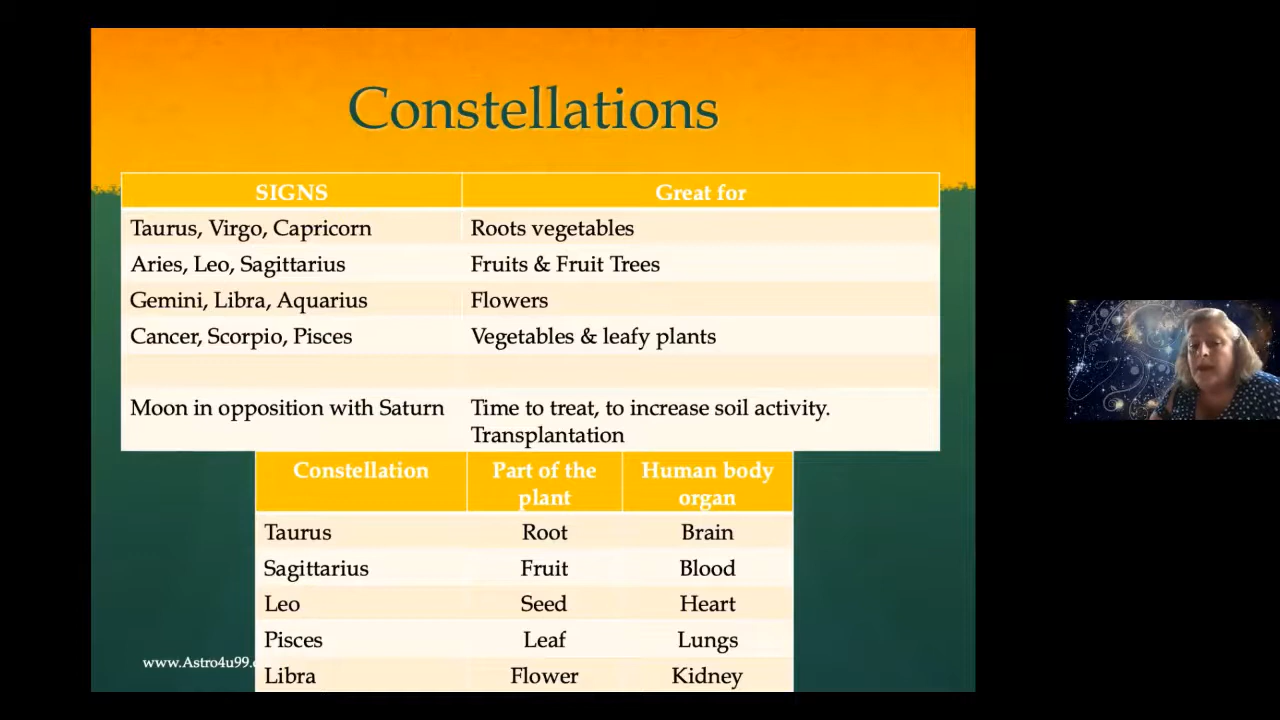 Constellations
SIGNS Great for
Taurus, Virgo, Capricorn Roots vegetables
Aries, Leo, Sagittarius Fruits & Fruit Trees
Gemini, Libra, Aquarius Flowers
Cancer, Scorpio, Pisces Vegetables & leafy plants
Moon in opposition with Saturn Time to treat, to increase soil activity.
Transplantation
Constellation Part of the Human body
plant organ
Taurus Root Brain
Sagittarius Fruit Blood
Leo Seed Heart
Pisces Leaf Lungs
www.Astro4u99.
Libra Flower Kidney